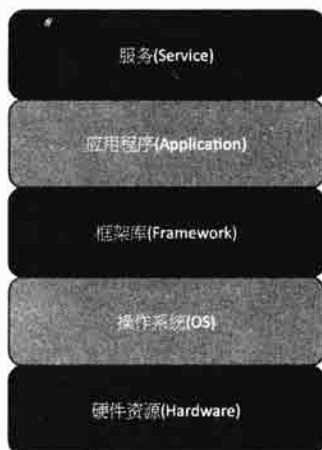 服务(Service)
应用程序(Application)
框架库(Framework)
操作系统(OS)
硬件资源(Hardware)